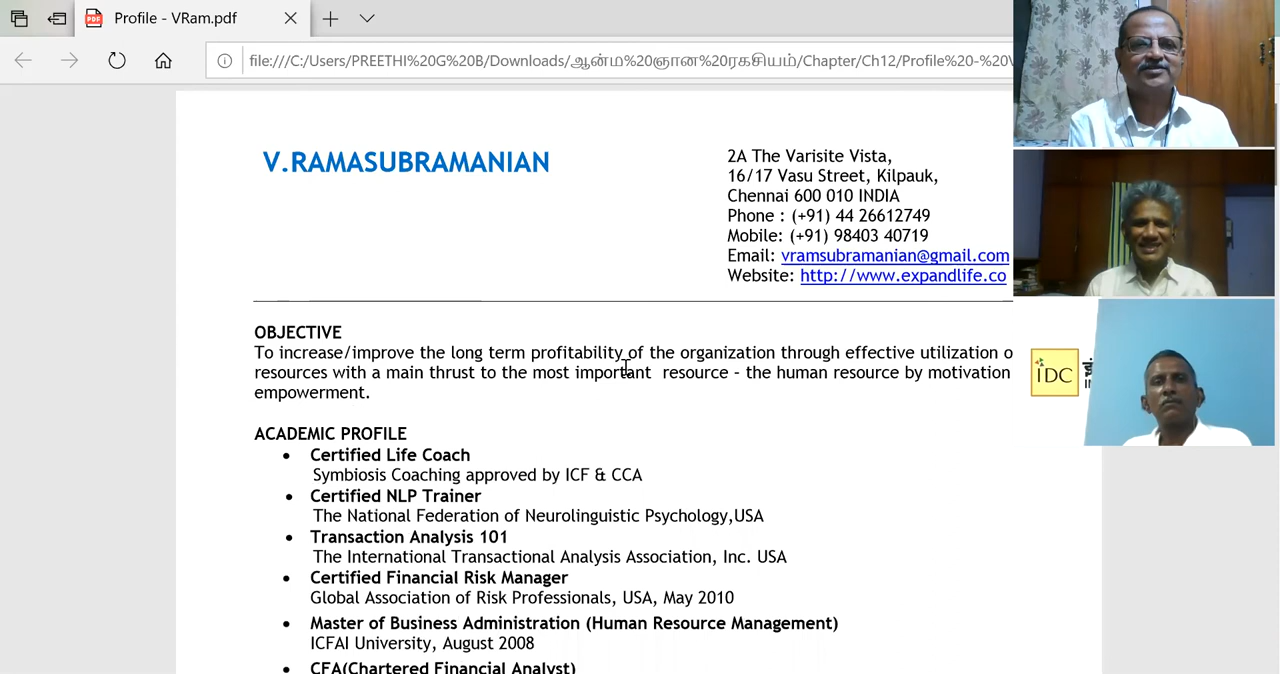 Profile - VRam.pdf
file:///C:/Users/PREETHI%20G%20B/Downloads/ஆன்ம%20ஞான%20ரகசியம்/Chapter/Ch12/Profile%20-%20V
V.RAMASUBRAMANIAN
2A The Varisite Vista,
16/17 Vasu Street, Kilpauk,
Chennai 600 010 INDIA
Phone : (+91) 44 26612749
Mobile: (+91) 98403 40719
Email: vramsubramanian@gmail.com
Website: http://www.expandlife.co
OBJECTIVE
To increase/improve the long term profitability of the organization through effective utilization o
resources with a main thrust to the most important resource - the human resource by motivation
empowerment.
ACADEMIC PROFILE
• Certified Life Coach
Symbiosis Coaching approved by ICF & CCA
• Certified NLP Trainer
The National Federation of Neurolinguistic Psychology,USA
• Transaction Analysis 101
The International Transactional Analysis Association, Inc. USA
• Certified Financial Risk Manager
Global Association of Risk Professionals, USA, May 2010
• Master of Business Administration (Human Resource Management)
ICFAI University, August 2008
• CFA(Chartered Financial Analyst)
IDC